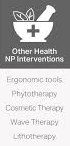 Other Health
NP Interventions
Ergonomic tools
Phytotherapy
Cosmetic Therapy
Wave Therapy
Lithotherapy